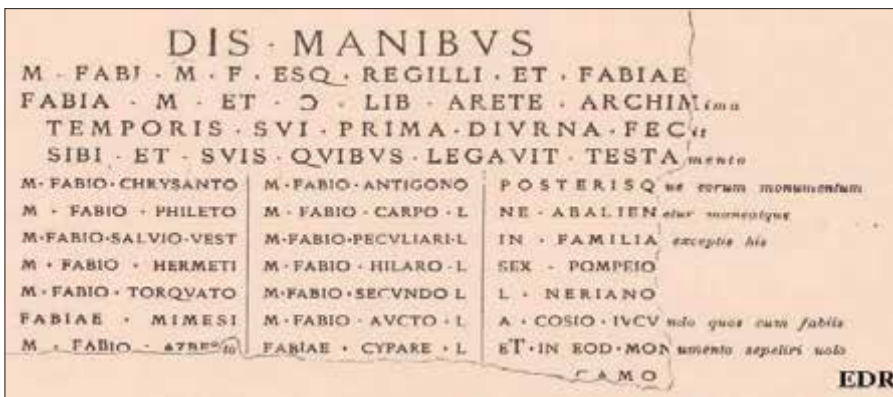 DIS · MANIBVS
M · FABI · M · F · ESQ · REGILLI · ET · FABIAE
FABIA · M · ET · Ɔ · LIB · ARETE · ARCHIMima
TEMPORIS · SVI · PRIMA · DIVRNA · FECit
SIBI · ET · SVIS · QVIBVS · LEGAVIT · TESTAmento
M · FABIO · CHRYSANTO
M · FABIO · PHILETO
M · FABIO · SALVIO · VEST
M · FABIO · HERMETI
M · FABIO · TORQVATO
FABIAE · MIMESI
M · FABIO
M · FABIO · ANTIGONO
M · FABIO · CARPO · L
M · FABIO · PECVLIARI · L
M · FABIO · HILARO · L
M · FABIO · SECVNDO L
M · FABIO · AVCTO · L
FABIAE · CYPARE · L
POSTERISQue eorum monumentum
NE · ABALIENetur maneatque
IN · FAMILIA exceptis his
SEX · POMPEIO
L · NERIANO
A · COSIO · IVCVndo quos cum fabiis
ET · IN EOD · MONumento sepeliri uolo
CAMO
EDR